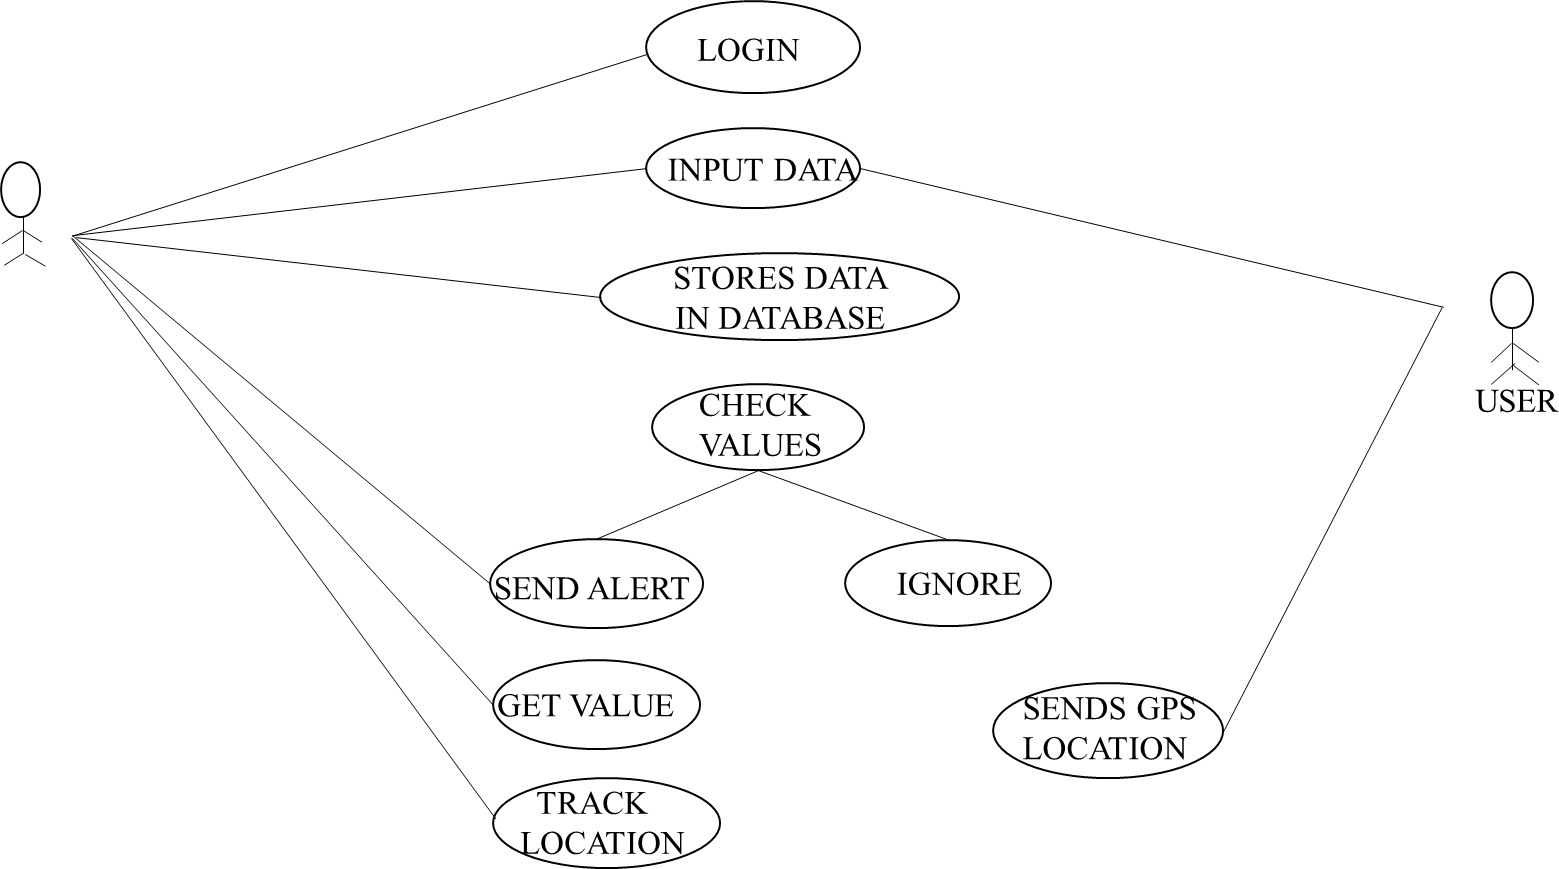 LOGIN
INPUT DATA
STORES DATA
IN DATABASE
USER
CHECK
VALUES
SEND ALERT
IGNORE
GET VALUE
SENDS GPS
LOCATION
TRACK
LOCATION